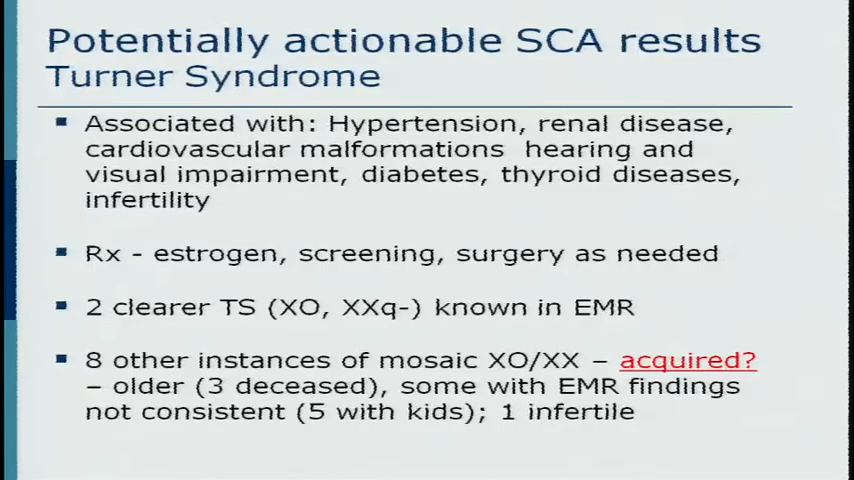 Potentially actionable SCA results
Turner Syndrome
▪ Associated with: Hypertension, renal disease,
cardiovascular malformations hearing and
visual impairment, diabetes, thyroid diseases,
infertility
▪ Rx - estrogen, screening, surgery as needed
▪ 2 clearer TS (XO, XXq-) known in EMR
▪ 8 other instances of mosaic XO/XX – acquired?
– older (3 deceased), some with EMR findings
not consistent (5 with kids); 1 infertile